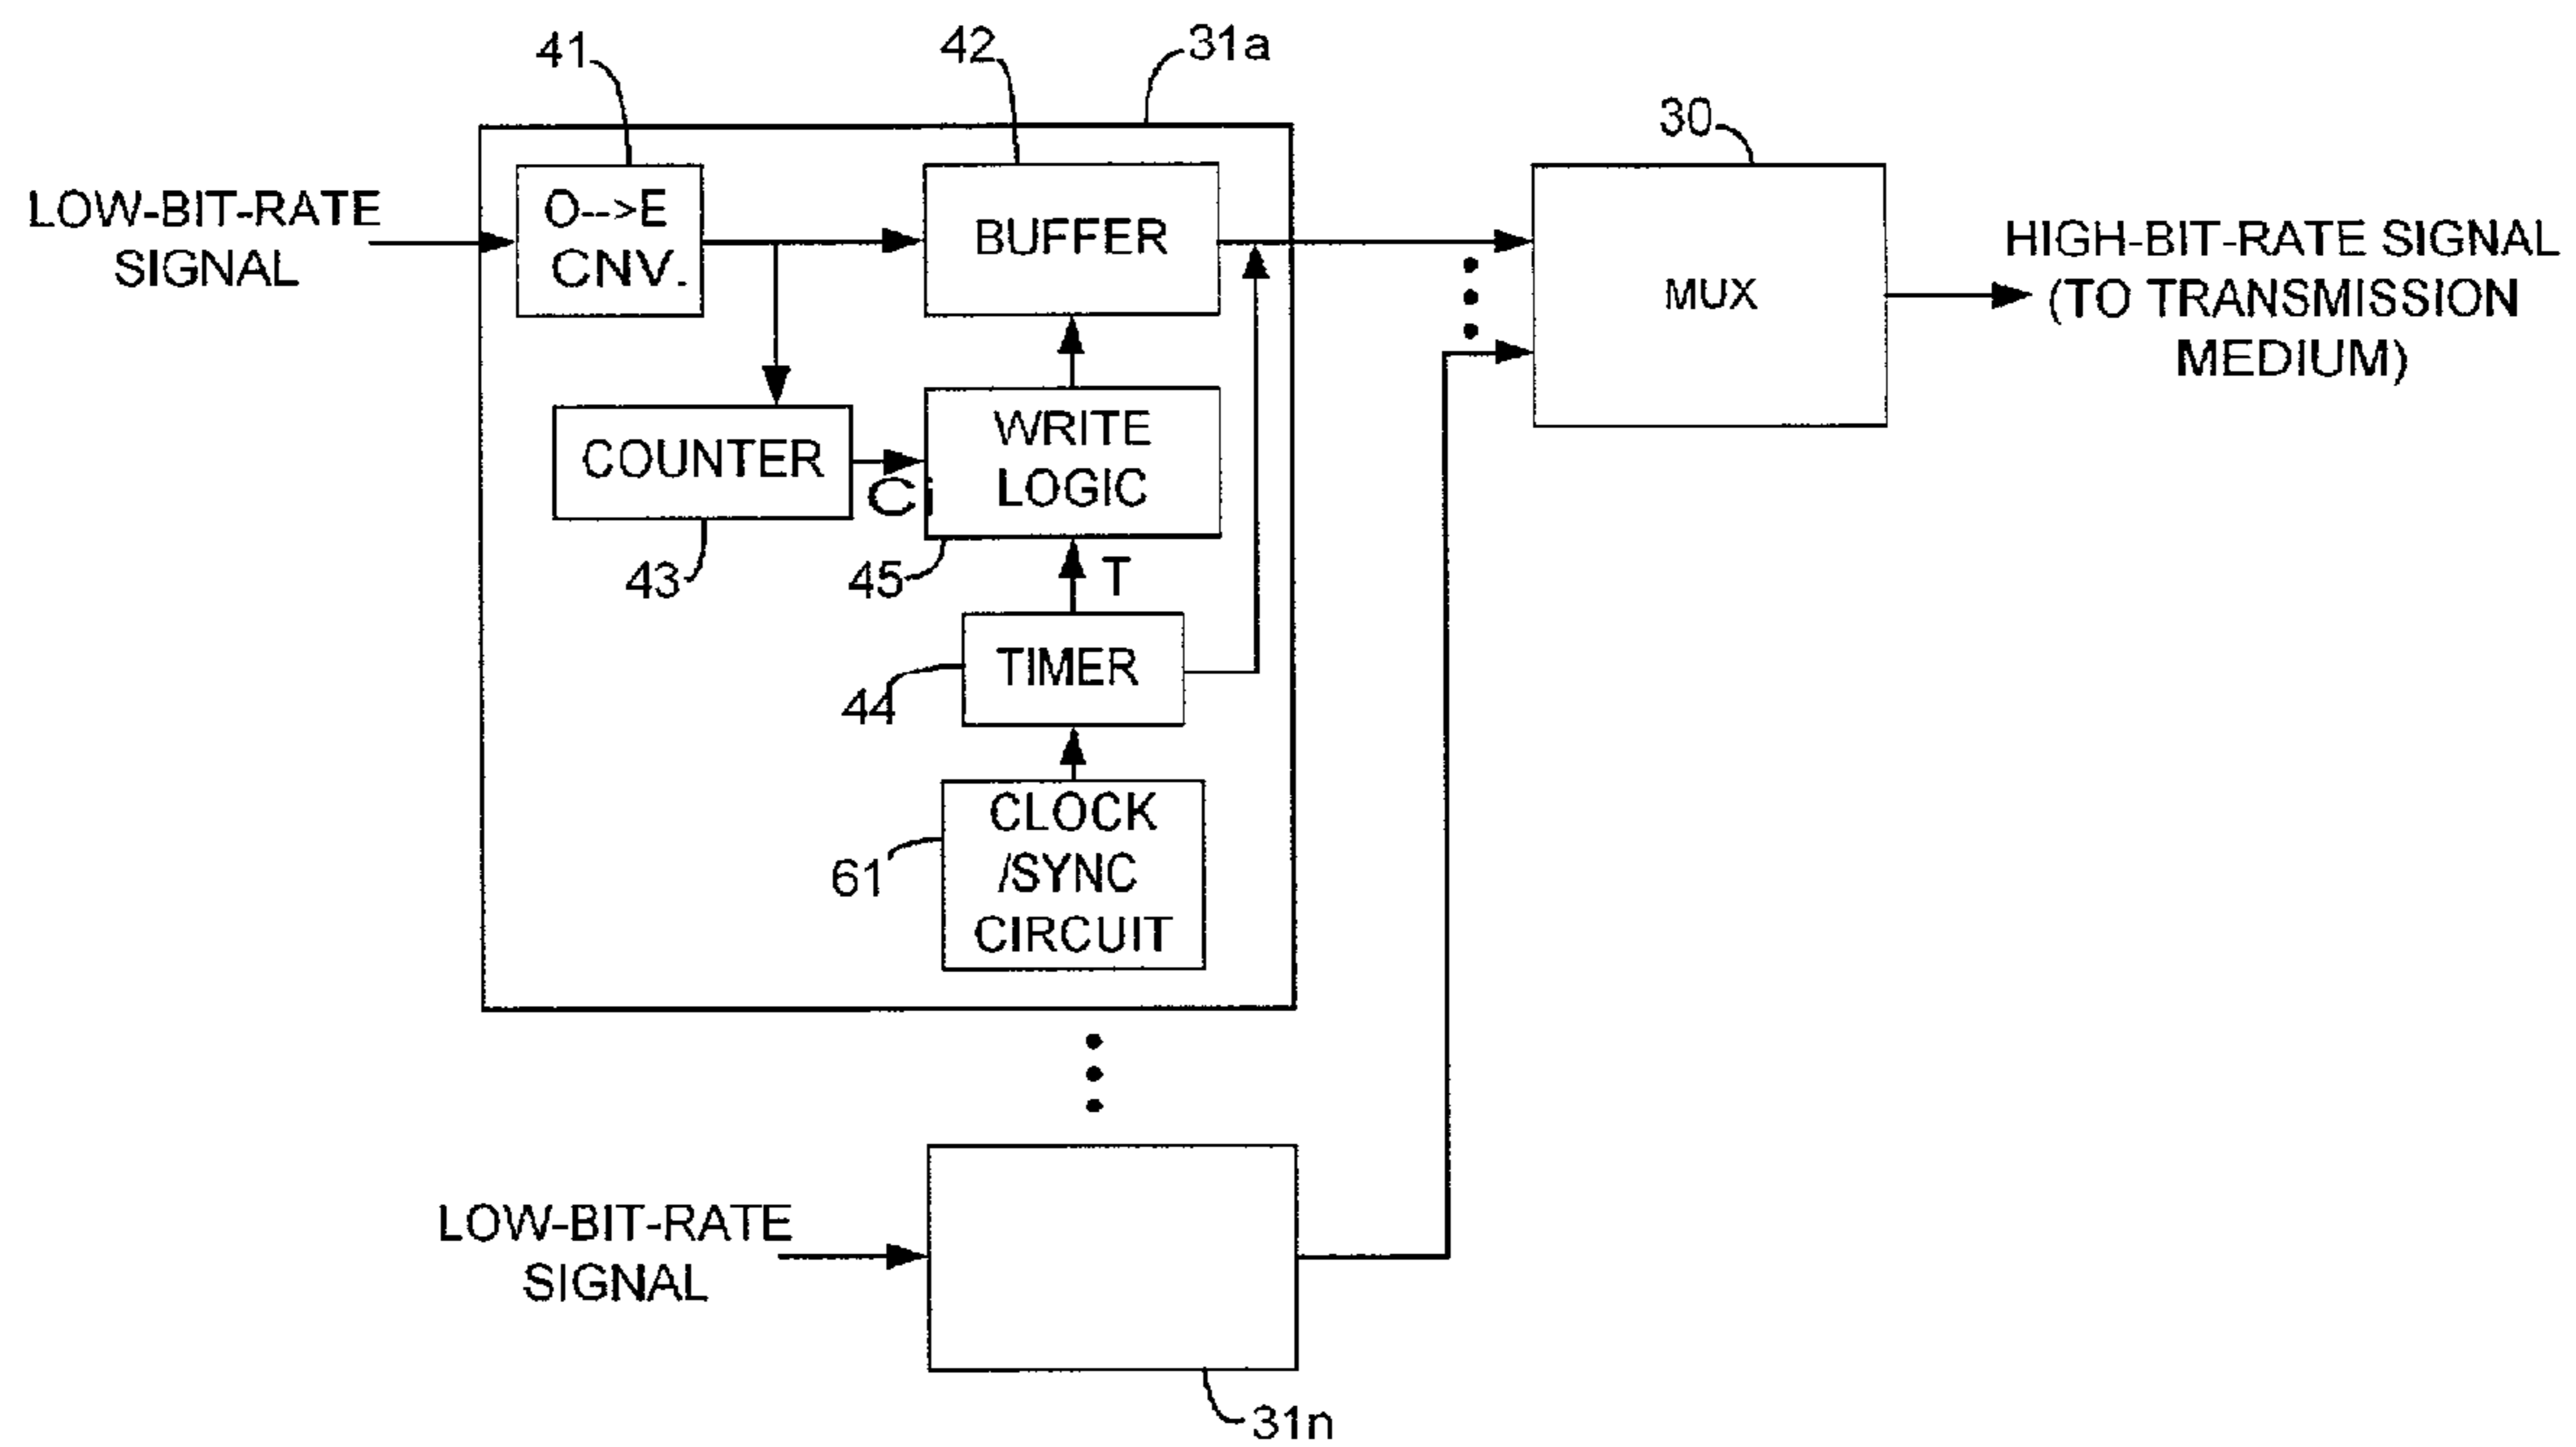 41
42
31a
30
LOW-BIT-RATE
SIGNAL
O-->E
CNV.
BUFFER
MUX
HIGH-BIT-RATE SIGNAL
(TO TRANSMISSION
MEDIUM)
COUNTER
Ci
WRITE
LOGIC
43
45
T
TIMER
44
CLOCK
/SYNC
CIRCUIT
61
LOW-BIT-RATE
SIGNAL
31n